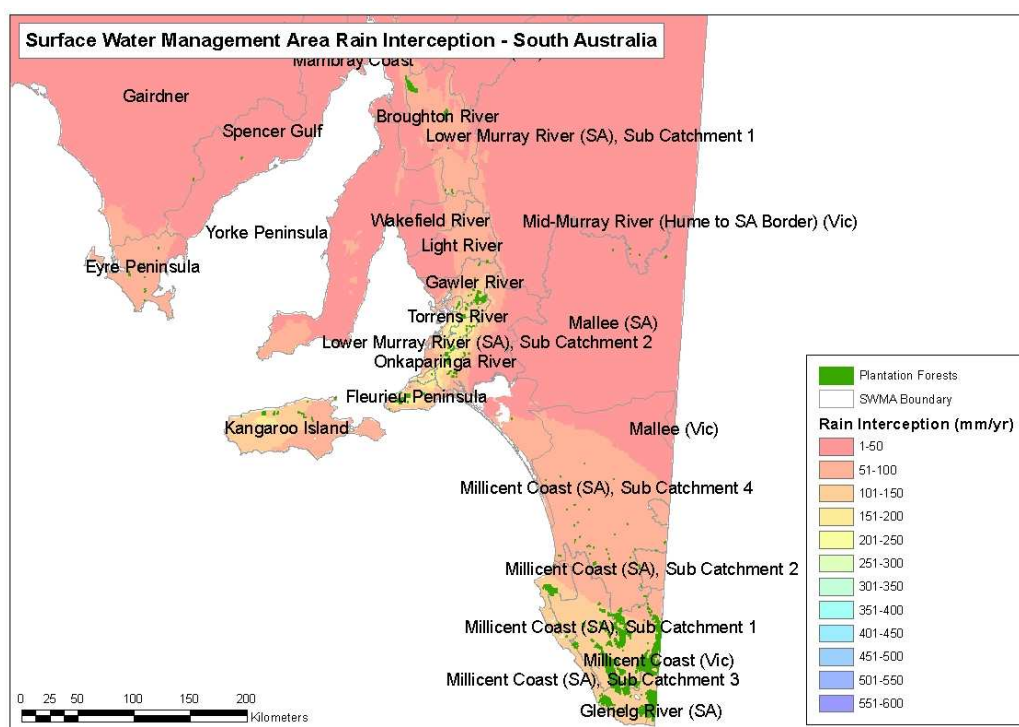 Surface Water Management Area Rain Interception - South Australia
Mambray Coast
Gairdner
Broughton River
Spencer Gulf
Lower Murray River (SA), Sub Catchment 1
Wakefield River
Mid-Murray River (Hume to SA Border) (Vic)
Yorke Peninsula
Light River
Eyre Peninsula
Gawler River
Torrens River
Mallee (SA)
Lower Murray River (SA), Sub Catchment 2
Onkaparinga River
Fleurieu Peninsula
Kangaroo Island
Mallee (Vic)
Millicent Coast (SA), Sub Catchment 4
Millicent Coast (SA), Sub Catchment 2
Millicent Coast (SA), Sub Catchment 1
Millicent Coast (Vic)
Millicent Coast (SA), Sub Catchment 3
Glenelg River (SA)
Plantation Forests
SWMA Boundary
Rain Interception (mm/yr)
1-50
51-100
101-150
151-200
201-250
251-300
301-350
351-400
401-450
451-500
501-550
551-600
0 25 50 100 150 200
Kilometers